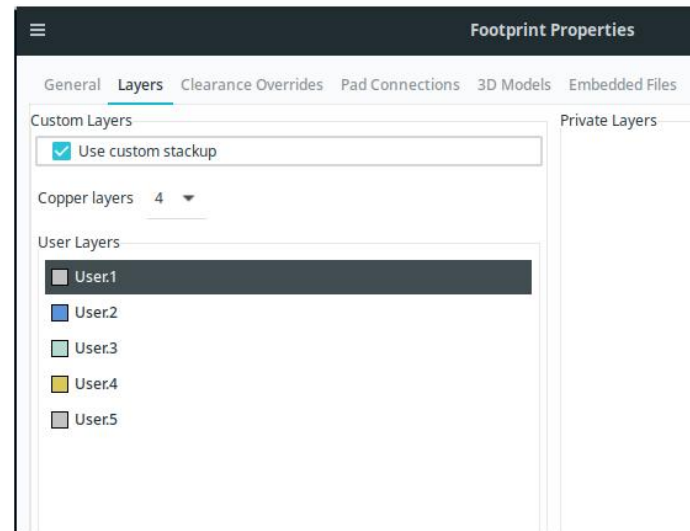 Footprint Properties
General Layers Clearance Overrides Pad Connections 3D Models Embedded Files
Custom Layers
Private Layers
Use custom stackup
Copper layers 4
User Layers
User.1
User.2
User.3
User.4
User.5